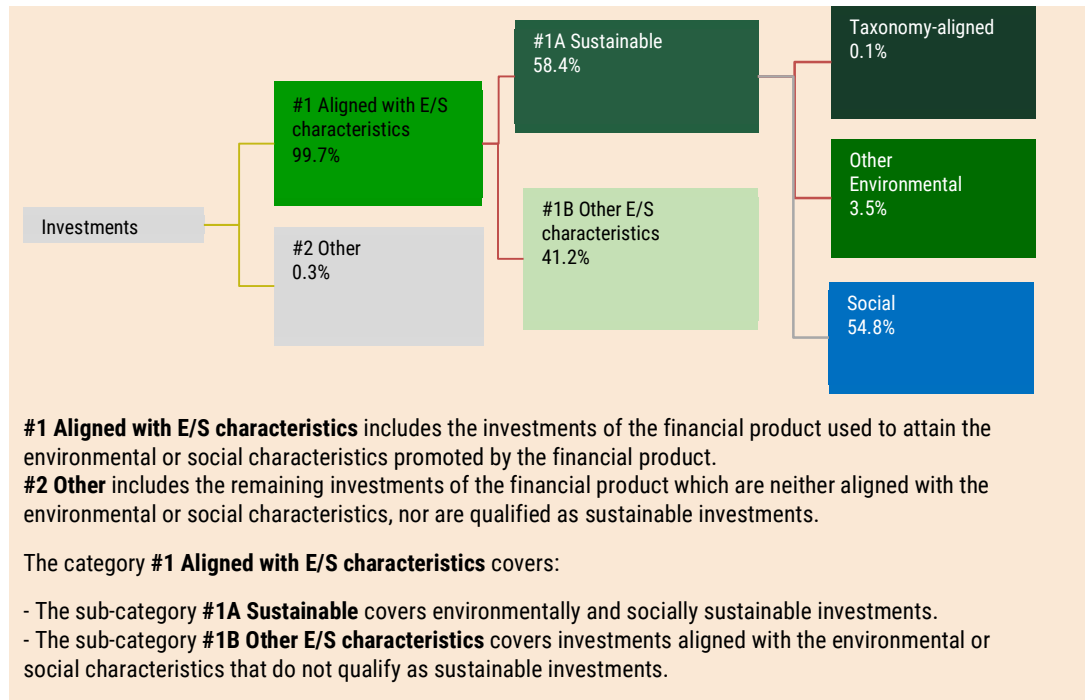 Investments
#1 Aligned with E/S
characteristics
99.7%
#2 Other
0.3%
#1A Sustainable
58.4%
#1B Other E/S
characteristics
41.2%
Taxonomy-aligned
0.1%
Other
Environmental
3.5%
Social
54.8%
#1 Aligned with E/S characteristics includes the investments of the financial product used to attain the
environmental or social characteristics promoted by the financial product.
#2 Other includes the remaining investments of the financial product which are neither aligned with the
environmental or social characteristics, nor are qualified as sustainable investments.
The category #1 Aligned with E/S characteristics covers:
- The sub-category #1A Sustainable covers environmentally and socially sustainable investments.
- The sub-category #1B Other E/S characteristics covers investments aligned with the environmental or
social characteristics that do not qualify as sustainable investments.